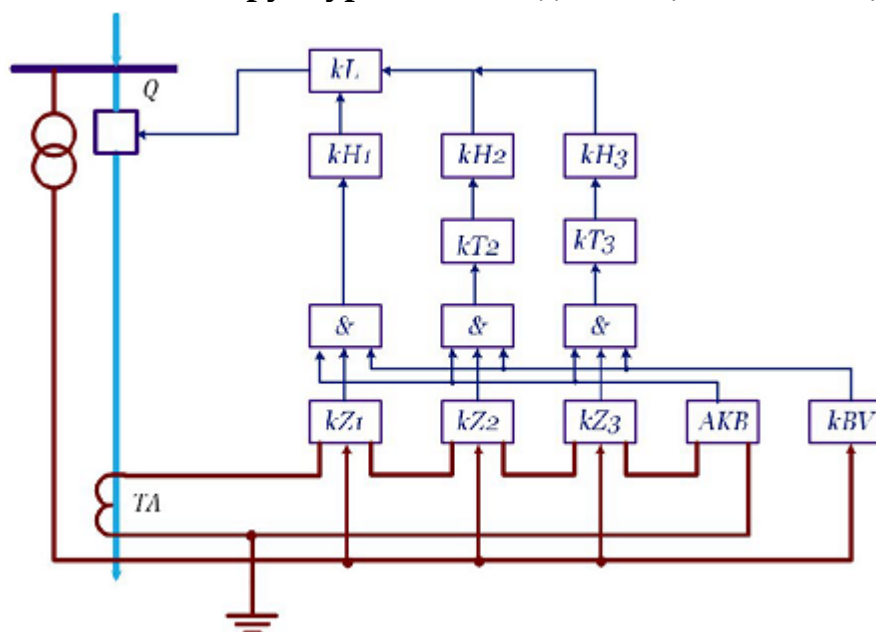 Q
kL
kH1 kH2 kH3
kT2 kT3
& & &
kZ1 kZ2 kZ3 AKB kBV
TA